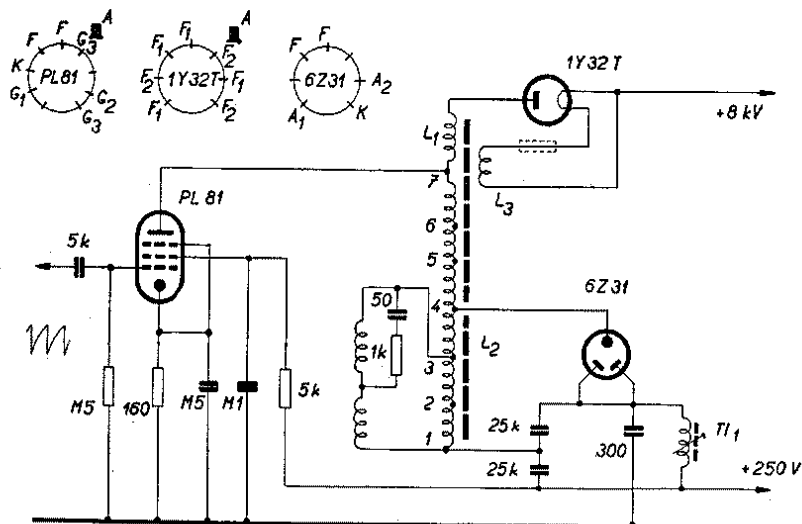 F F G3 A
K PL81
G1 G2
G3
F1 F1 F2 A
F2 1Y32T F1
F1 F2
F F
6Z31 A2
A1 K
1Y32T
+8 kV
L1
7
L3
PL 81
6
5k
5
6Z31
50
4
L2
1k
3
M5 160 M5 M1 5k
2
25k
1
300
Tl1
25k
+250 V